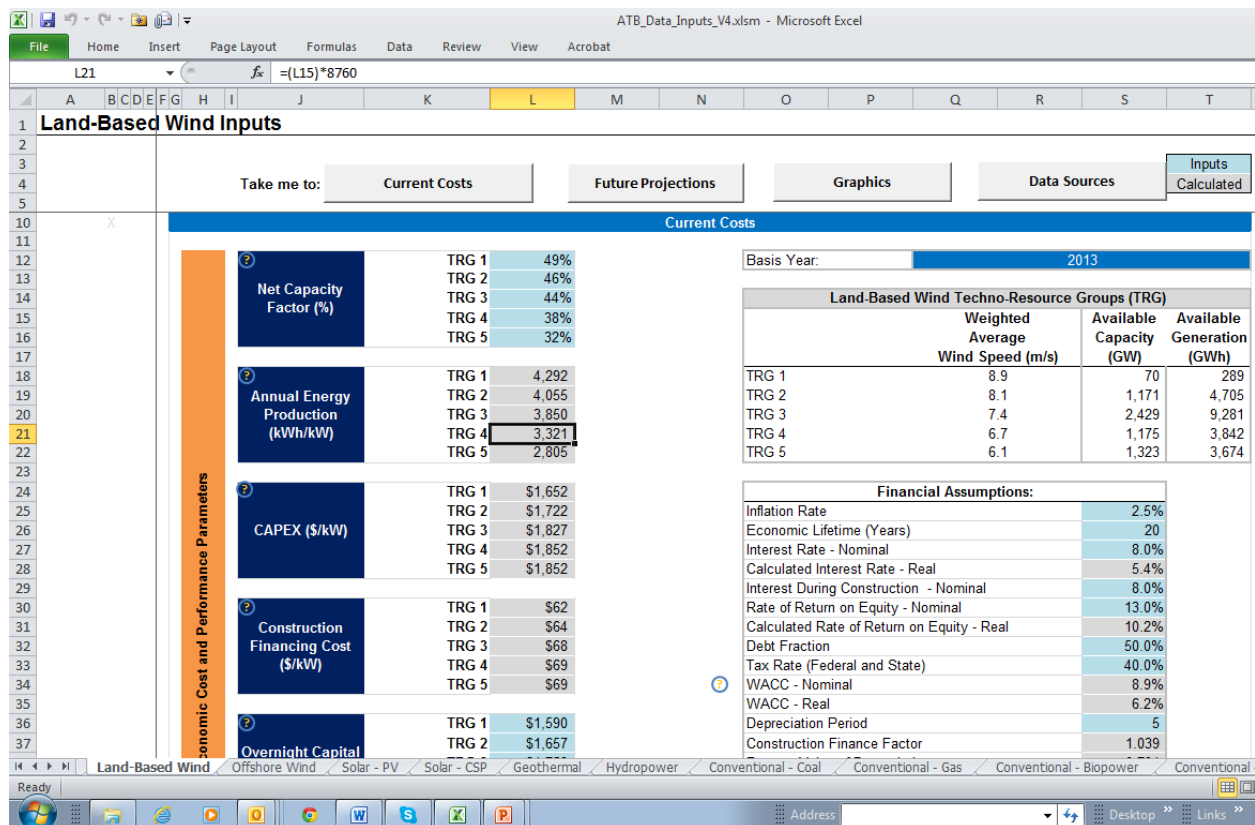 ATB_Data_Inputs_V4.xlsm - Microsoft Excel
File Home Insert Page Layout Formulas Data Review View Acrobat
L21 fx =(L15)*8760
A B C D E F G H I J K L M N O P Q R S T
1 Land-Based Wind Inputs
2
3 Inputs
4 Take me to: Current Costs Future Projections Graphics Data Sources Calculated
5
10 X Current Costs
11
12 TRG 1 49% Basis Year: 2013
13 TRG 2 46%
14 Net Capacity Factor (%) TRG 3 44% Land-Based Wind Techno-Resource Groups (TRG)
15 TRG 4 38% Weighted Available Available
16 TRG 5 32% Average Capacity Generation
17 Wind Speed (m/s) (GW) (GWh)
18 TRG 1 4,292 TRG 1 8.9 70 289
19 Annual Energy TRG 2 4,055 TRG 2 8.1 1,171 4,705
20 Production TRG 3 3,850 TRG 3 7.4 2,429 9,281
21 (kWh/kW) TRG 4 3,321 TRG 4 6.7 1,175 3,842
22 TRG 5 2,805 TRG 5 6.1 1,323 3,674
23
24 TRG 1 $1,652 Financial Assumptions:
25 TRG 2 $1,722 Inflation Rate 2.5%
26 CAPEX ($/kW) TRG 3 $1,827 Economic Lifetime (Years) 20
27 TRG 4 $1,852 Interest Rate - Nominal 8.0%
28 TRG 5 $1,852 Calculated Interest Rate - Real 5.4%
29 Interest During Construction - Nominal 8.0%
30 TRG 1 $62 Rate of Return on Equity - Nominal 13.0%
31 Construction TRG 2 $64 Calculated Rate of Return on Equity - Real 10.2%
32 Financing Cost TRG 3 $68 Debt Fraction 50.0%
33 ($/kW) TRG 4 $69 Tax Rate (Federal and State) 40.0%
34 TRG 5 $69 WACC - Nominal 8.9%
35 WACC - Real 6.2%
36 TRG 1 $1,590 Depreciation Period 5
37 Overnight Capital TRG 2 $1,657 Construction Finance Factor 1.039
onomic Cost and Performance Parameters
Land-Based Wind Offshore Wind Solar - PV Solar - CSP Geothermal Hydropower Conventional - Coal Conventional - Gas Conventional - Biopower Conventional -
Ready
Address Desktop Links